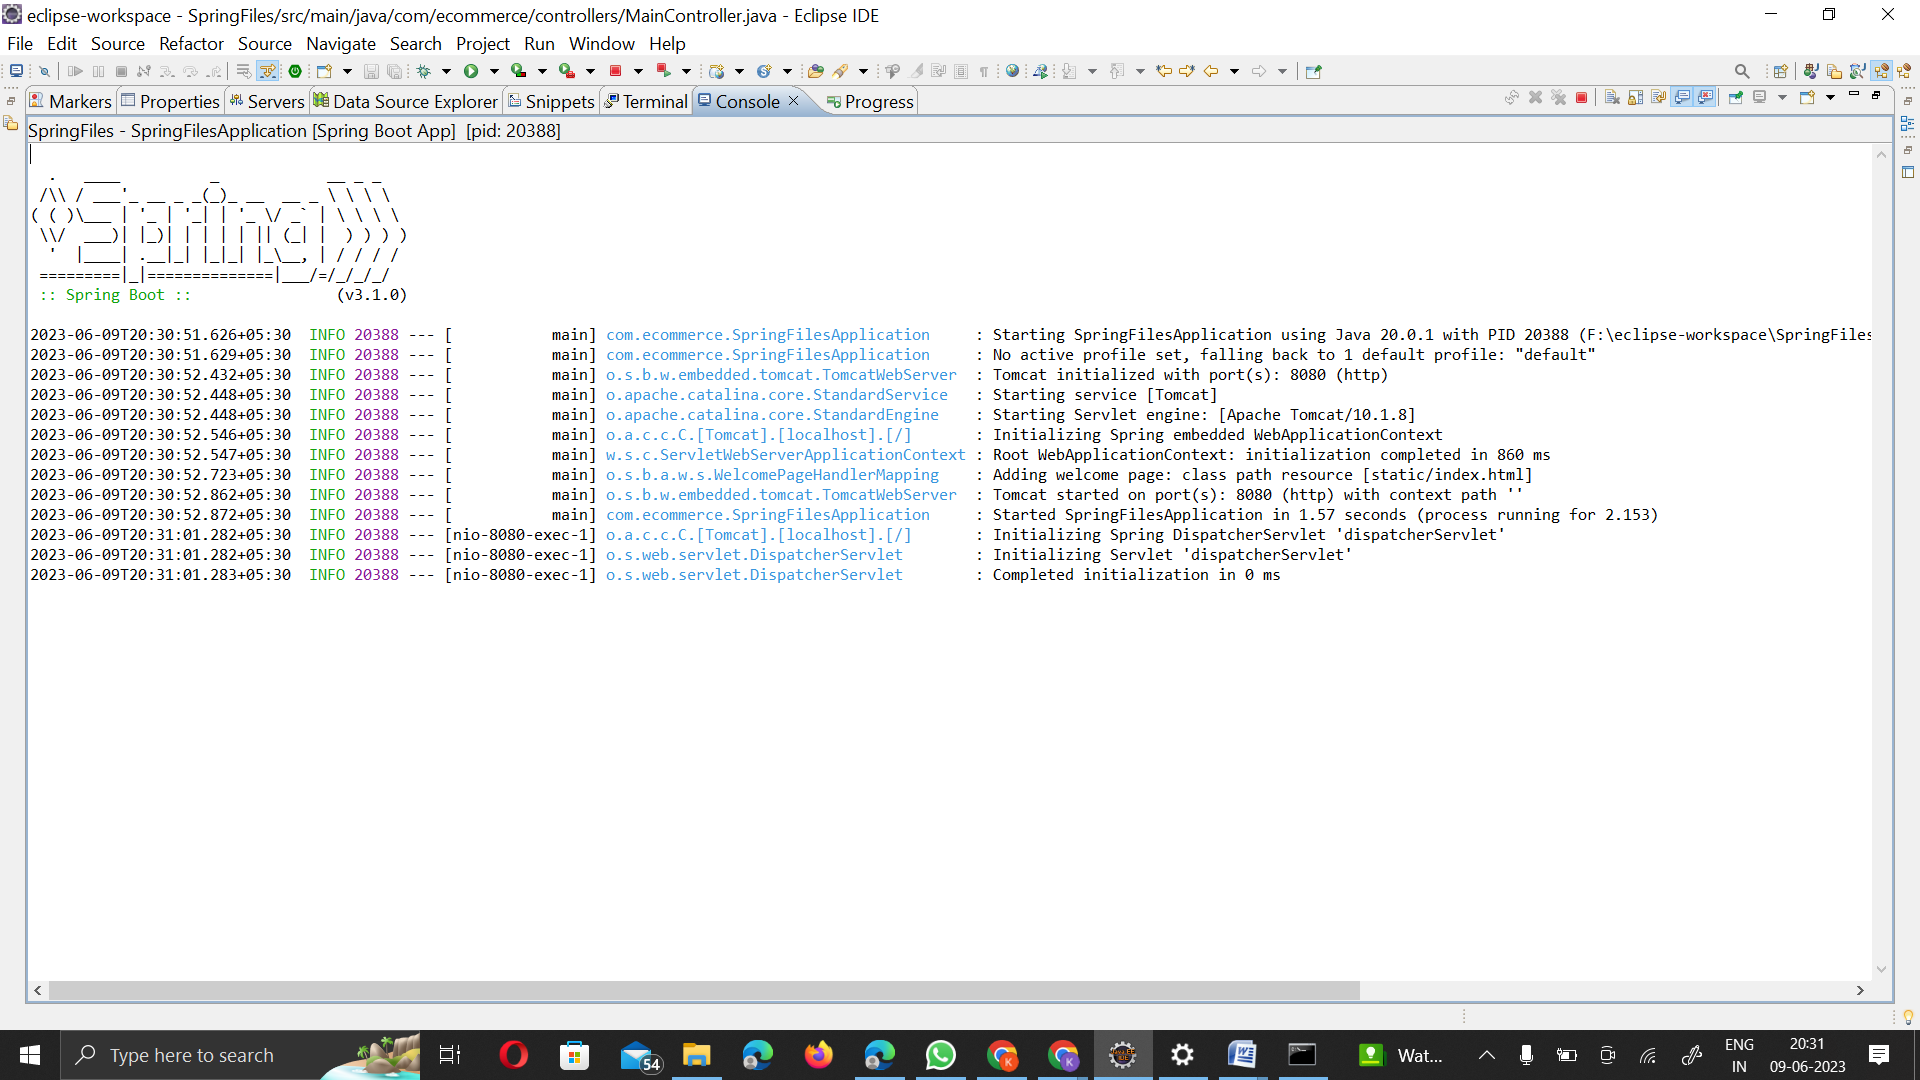 eclipse-workspace - SpringFiles/src/main/java/com/ecommerce/controllers/MainController.java - Eclipse IDE
File Edit Source Refactor Source Navigate Search Project Run Window Help
Markers Properties Servers Data Source Explorer Snippets Terminal Console Progress
SpringFiles - SpringFilesApplication [Spring Boot App] [pid: 20388]
  .   ____          _            __ _ _
 /\\ / ___'_ __ _ _(_)_ __  __ _ \ \ \ \
( ( )\___ | '_ | '_| | '_ \/ _` | \ \ \ \
 \\/  ___)| |_)| | | | | || (_| |  ) ) ) )
  '  |____| .__|_| |_|_| |_\__, | / / / /
 =========|_|==============|___/=/_/_/_/
:: Spring Boot :: (v3.1.0)
2023-06-09T20:30:51.626+05:30 INFO 20388 --- [ main] com.ecommerce.SpringFilesApplication : Starting SpringFilesApplication using Java 20.0.1 with PID 20388 (F:\eclipse-workspace\SpringFiles
2023-06-09T20:30:51.629+05:30 INFO 20388 --- [ main] com.ecommerce.SpringFilesApplication : No active profile set, falling back to 1 default profile: "default"
2023-06-09T20:30:52.432+05:30 INFO 20388 --- [ main] o.s.b.w.embedded.tomcat.TomcatWebServer : Tomcat initialized with port(s): 8080 (http)
2023-06-09T20:30:52.448+05:30 INFO 20388 --- [ main] o.apache.catalina.core.StandardService : Starting service [Tomcat]
2023-06-09T20:30:52.448+05:30 INFO 20388 --- [ main] o.apache.catalina.core.StandardEngine : Starting Servlet engine: [Apache Tomcat/10.1.8]
2023-06-09T20:30:52.546+05:30 INFO 20388 --- [ main] o.a.c.c.C.[Tomcat].[localhost].[/] : Initializing Spring embedded WebApplicationContext
2023-06-09T20:30:52.547+05:30 INFO 20388 --- [ main] w.s.c.ServletWebServerApplicationContext : Root WebApplicationContext: initialization completed in 860 ms
2023-06-09T20:30:52.723+05:30 INFO 20388 --- [ main] o.s.b.a.w.s.WelcomePageHandlerMapping : Adding welcome page: class path resource [static/index.html]
2023-06-09T20:30:52.862+05:30 INFO 20388 --- [ main] o.s.b.w.embedded.tomcat.TomcatWebServer : Tomcat started on port(s): 8080 (http) with context path ''
2023-06-09T20:30:52.872+05:30 INFO 20388 --- [ main] com.ecommerce.SpringFilesApplication : Started SpringFilesApplication in 1.57 seconds (process running for 2.153)
2023-06-09T20:31:01.282+05:30 INFO 20388 --- [nio-8080-exec-1] o.a.c.c.C.[Tomcat].[localhost].[/] : Initializing Spring DispatcherServlet 'dispatcherServlet'
2023-06-09T20:31:01.282+05:30 INFO 20388 --- [nio-8080-exec-1] o.s.web.servlet.DispatcherServlet : Initializing Servlet 'dispatcherServlet'
2023-06-09T20:31:01.283+05:30 INFO 20388 --- [nio-8080-exec-1] o.s.web.servlet.DispatcherServlet : Completed initialization in 0 ms
Type here to search
54
Wat...
ENG
IN
20:31
09-06-2023